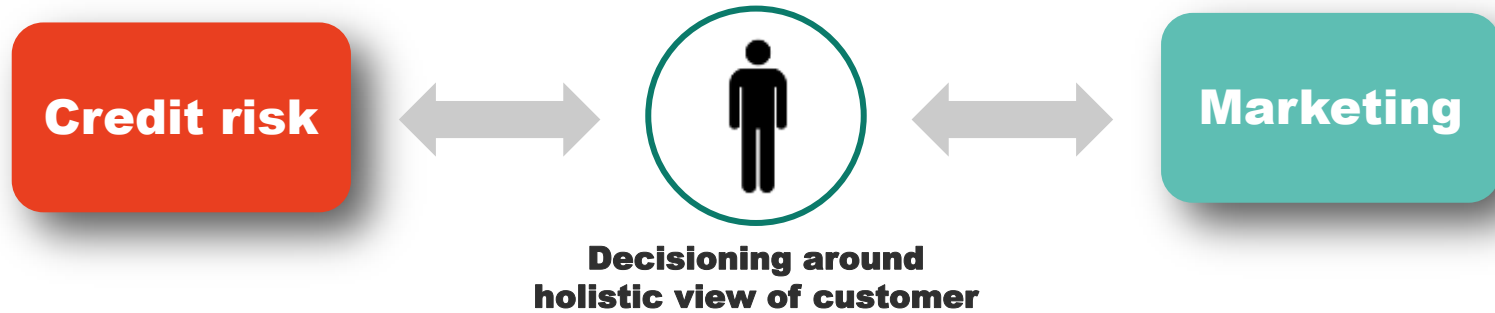 Credit risk
Marketing
Decisioning around
holistic view of customer